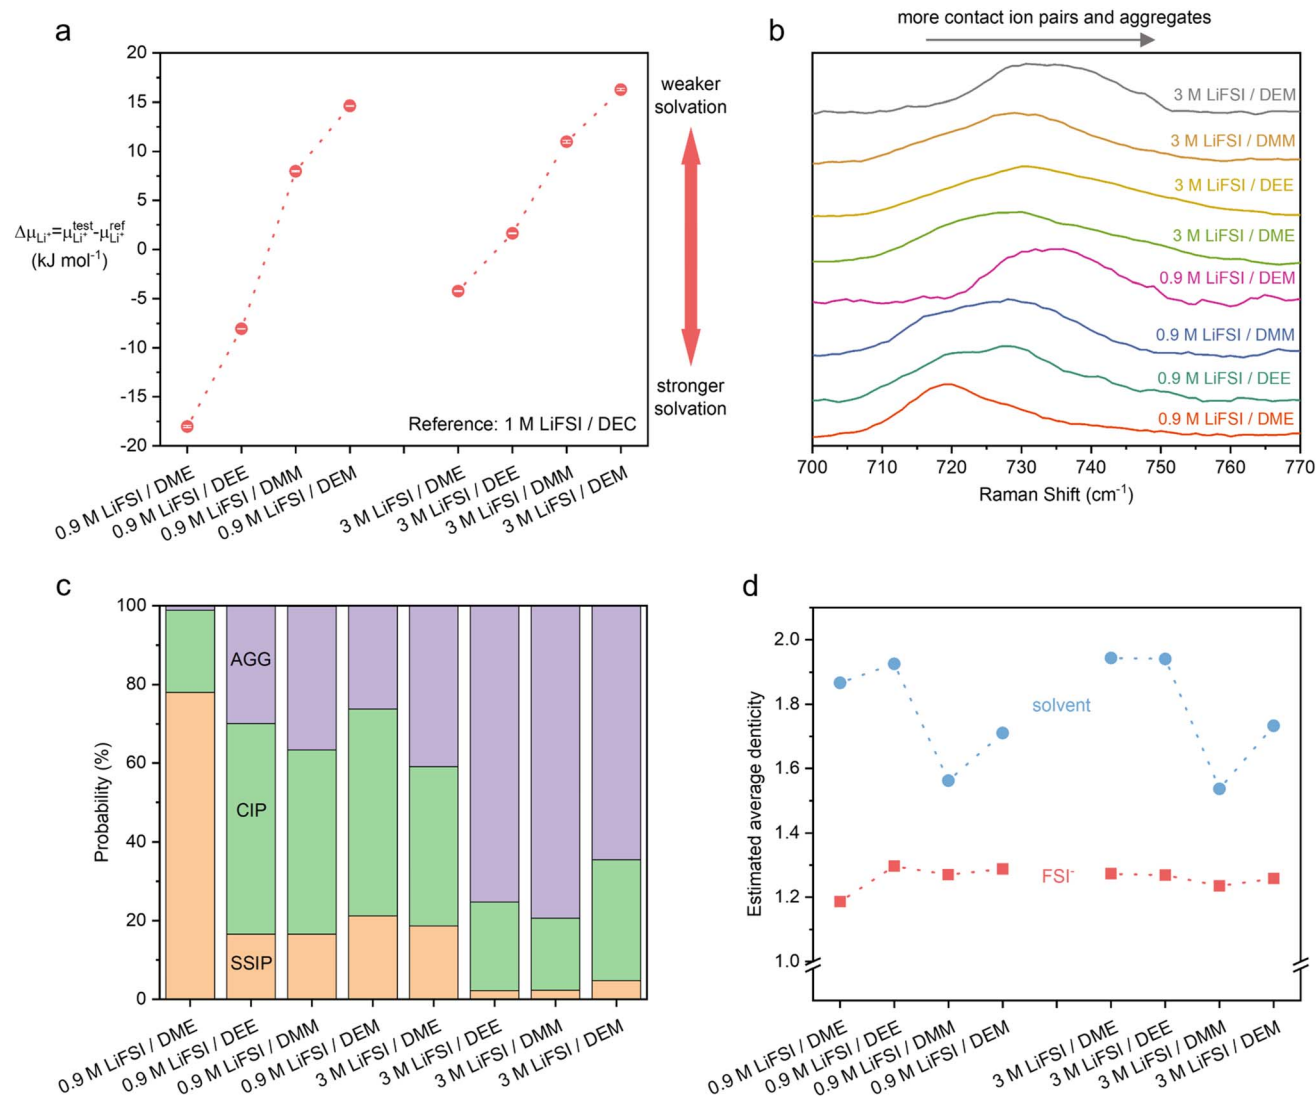 a
20
15
10
5
0
-5
-10
-15
-20
Δμ_Li⁺=μ_Li⁺^test-μ_Li⁺^ref
(kJ mol⁻¹)
Reference: 1 M LiFSI / DEC
0.9 M LiFSI / DME
0.9 M LiFSI / DEE
0.9 M LiFSI / DMM
0.9 M LiFSI / DEM
3 M LiFSI / DME
3 M LiFSI / DEE
3 M LiFSI / DMM
3 M LiFSI / DEM
weaker
solvation
stronger
solvation
b
more contact ion pairs and aggregates
3 M LiFSI / DEM
3 M LiFSI / DMM
3 M LiFSI / DEE
3 M LiFSI / DME
0.9 M LiFSI / DEM
0.9 M LiFSI / DMM
0.9 M LiFSI / DEE
0.9 M LiFSI / DME
700 710 720 730 740 750 760 770
Raman Shift (cm⁻¹)
c
100
80
60
40
20
0
Probability (%)
AGG
CIP
SSIP
0.9 M LiFSI / DME
0.9 M LiFSI / DEE
0.9 M LiFSI / DMM
0.9 M LiFSI / DEM
3 M LiFSI / DME
3 M LiFSI / DEE
3 M LiFSI / DMM
3 M LiFSI / DEM
d
2.0
1.8
1.6
1.4
1.2
1.0
Estimated average denticity
solvent
FSI⁻
0.9 M LiFSI / DME
0.9 M LiFSI / DEE
0.9 M LiFSI / DMM
0.9 M LiFSI / DEM
3 M LiFSI / DME
3 M LiFSI / DEE
3 M LiFSI / DMM
3 M LiFSI / DEM